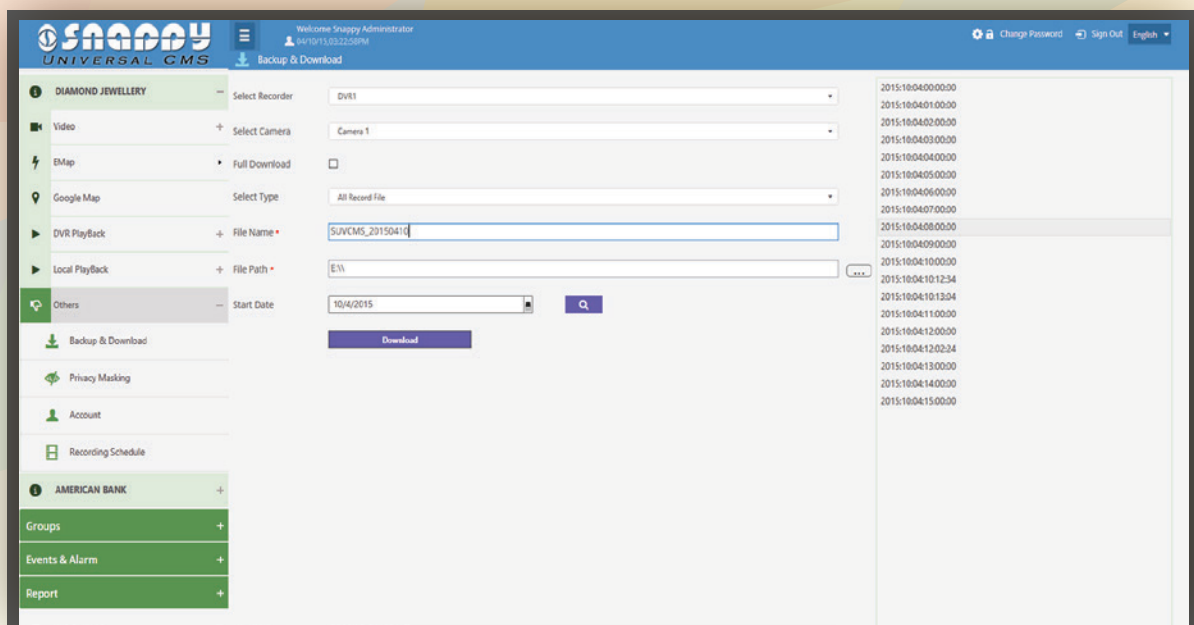 SNAPPY
UNIVERSAL CMS
Welcome Snappy Administrator
04/10/15,03:22:58PM
Backup & Download
Change Password
Sign Out
English
DIAMOND JEWELLERY −
Video +
EMap
Google Map
DVR PlayBack +
Local PlayBack +
Others −
Backup & Download
Privacy Masking
Account
Recording Schedule
AMERICAN BANK +
Groups +
Events & Alarm +
Report +
Select Recorder DVR1
Select Camera Camera 1
Full Download
Select Type All Record File
File Name * SUVCMS_20150410
File Path * E:\\ ...
Start Date 10/4/2015
Download
2015:10:04:00:00:00
2015:10:04:01:00:00
2015:10:04:02:00:00
2015:10:04:03:00:00
2015:10:04:04:00:00
2015:10:04:05:00:00
2015:10:04:06:00:00
2015:10:04:07:00:00
2015:10:04:08:00:00
2015:10:04:09:00:00
2015:10:04:10:00:00
2015:10:04:10:12:34
2015:10:04:10:13:04
2015:10:04:11:00:00
2015:10:04:12:00:00
2015:10:04:12:02:24
2015:10:04:13:00:00
2015:10:04:14:00:00
2015:10:04:15:00:00